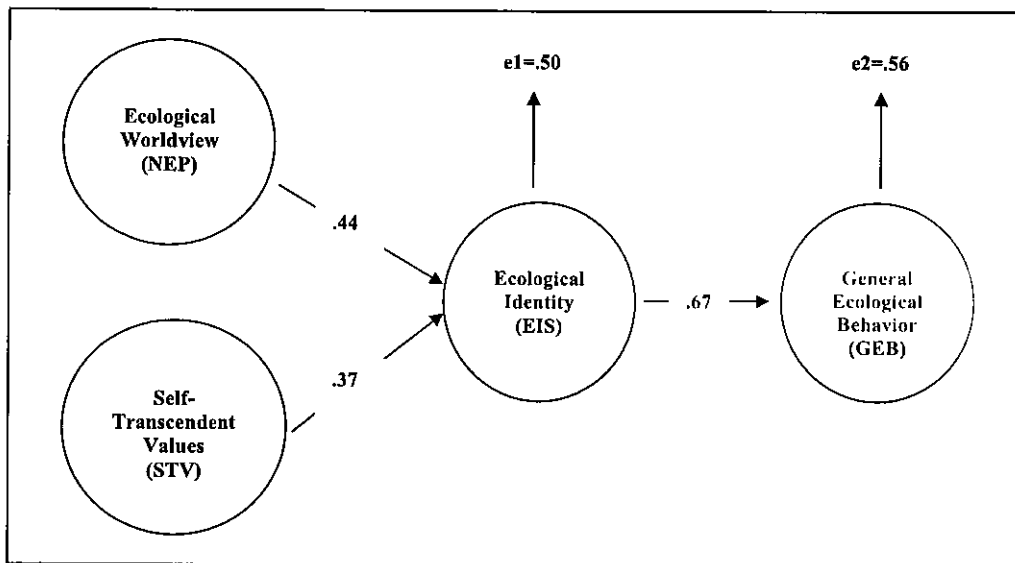 Ecological
Worldview
(NEP)
e1=.50
e2=.56
.44
Ecological
Identity
(EIS)
.67
General
Ecological
Behavior
(GEB)
.37
Self-
Transcendent
Values
(STV)